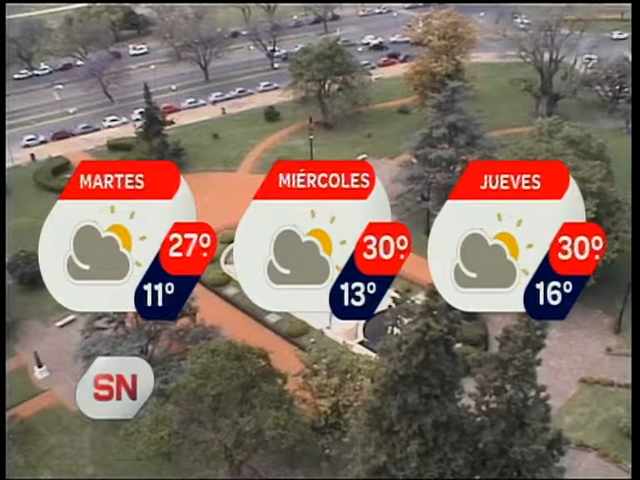 MARTES
27º
11º
MIÉRCOLES
30º
13º
JUEVES
30º
16º
SN